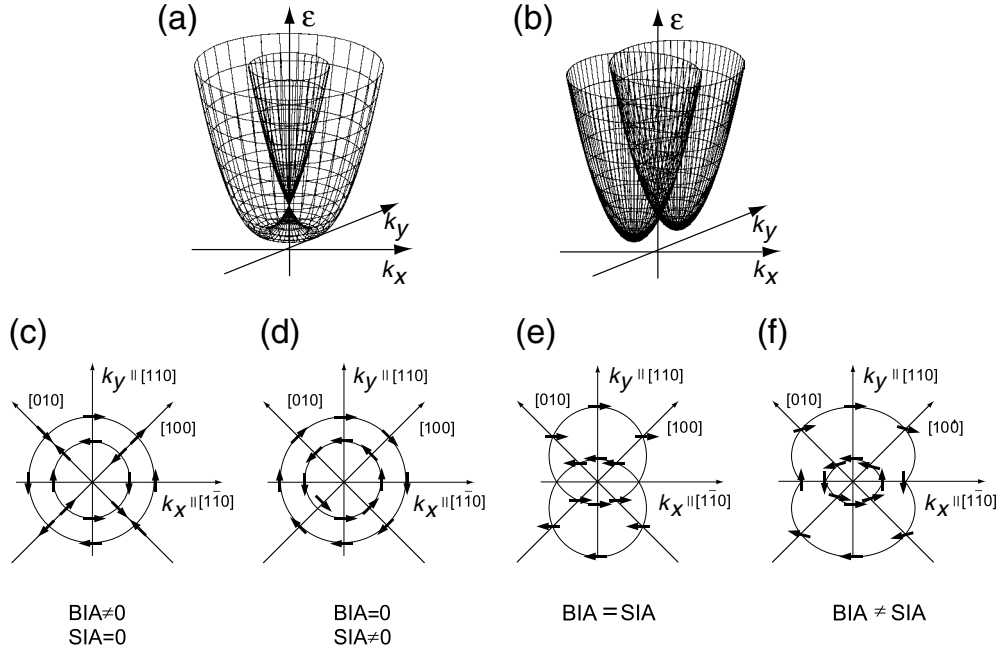 (a)
ε
k_y
k_x
(b)
ε
k_y
k_x
(c)
k_y ǁ [110]
[010]
[100]
k_x ǁ [11̄0]
BIA≠0
SIA=0
(d)
k_y ǁ [110]
[010]
[100]
k_x ǁ [11̄0]
BIA=0
SIA≠0
(e)
k_y ǁ [110]
[010]
[100]
k_x ǁ [11̄0]
BIA = SIA
(f)
k_y ǁ [110]
[010]
[100]
k_x ǁ [11̄0]
BIA ≠ SIA